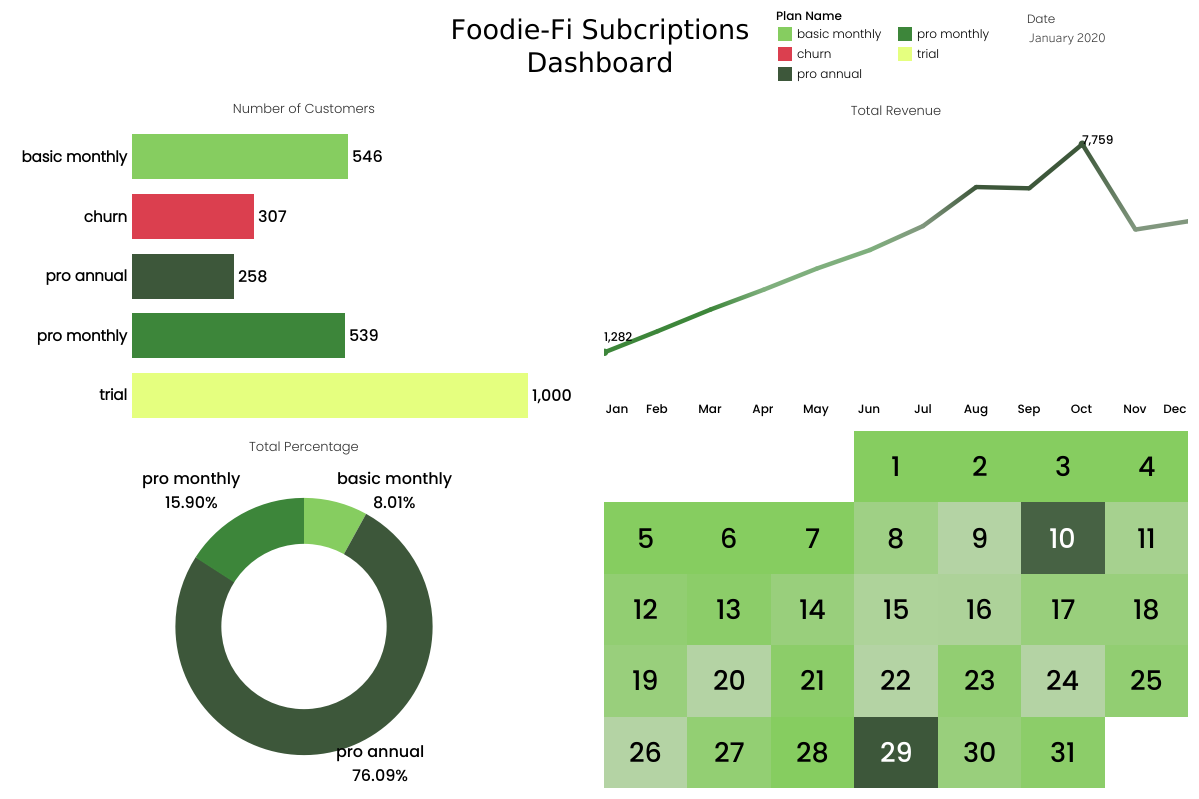 Foodie-Fi Subcriptions
Dashboard
Plan Name
basic monthly
pro monthly
churn
trial
pro annual
Date
January 2020
Number of Customers
basic monthly 546
churn 307
pro annual 258
pro monthly 539
trial 1,000
Total Revenue
7,759
1,282
Jan Feb Mar Apr May Jun Jul Aug Sep Oct Nov Dec
Total Percentage
pro monthly
15.90%
basic monthly
8.01%
pro annual
76.09%
1 2 3 4
5 6 7 8 9 10 11
12 13 14 15 16 17 18
19 20 21 22 23 24 25
26 27 28 29 30 31